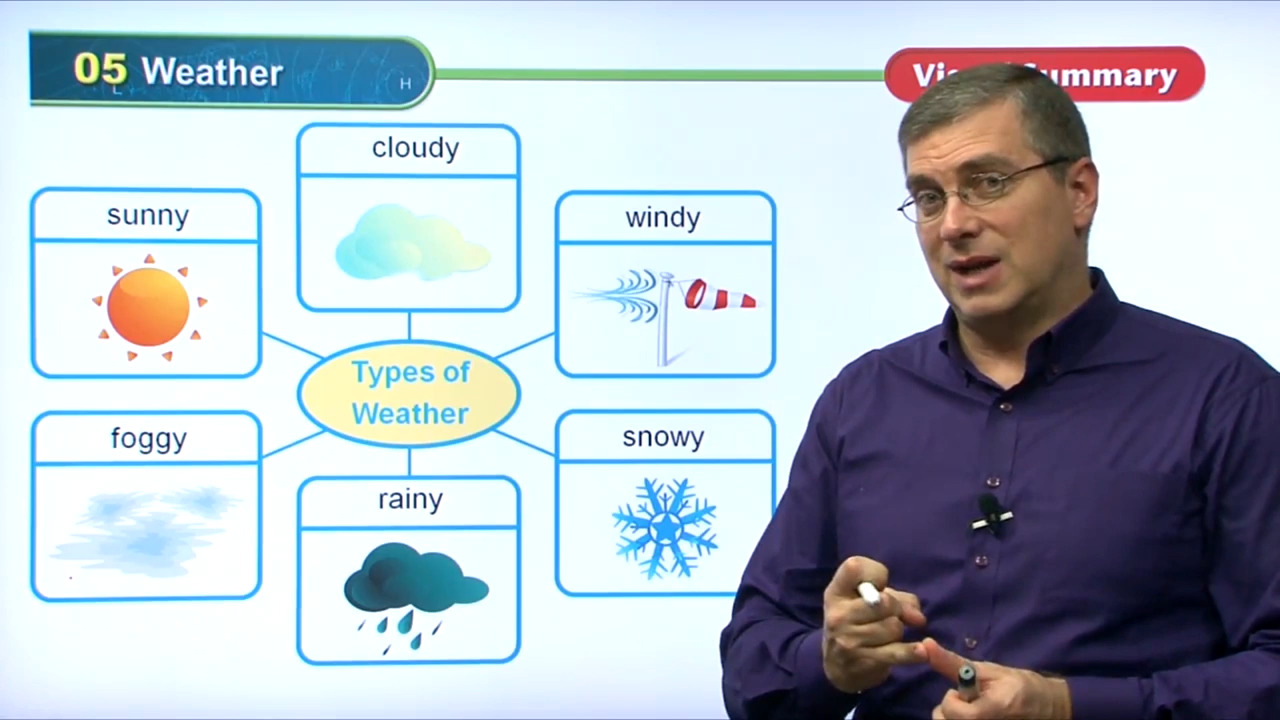 05 Weather
L
H
Summary
cloudy
sunny
windy
Types of
Weather
foggy
snowy
rainy